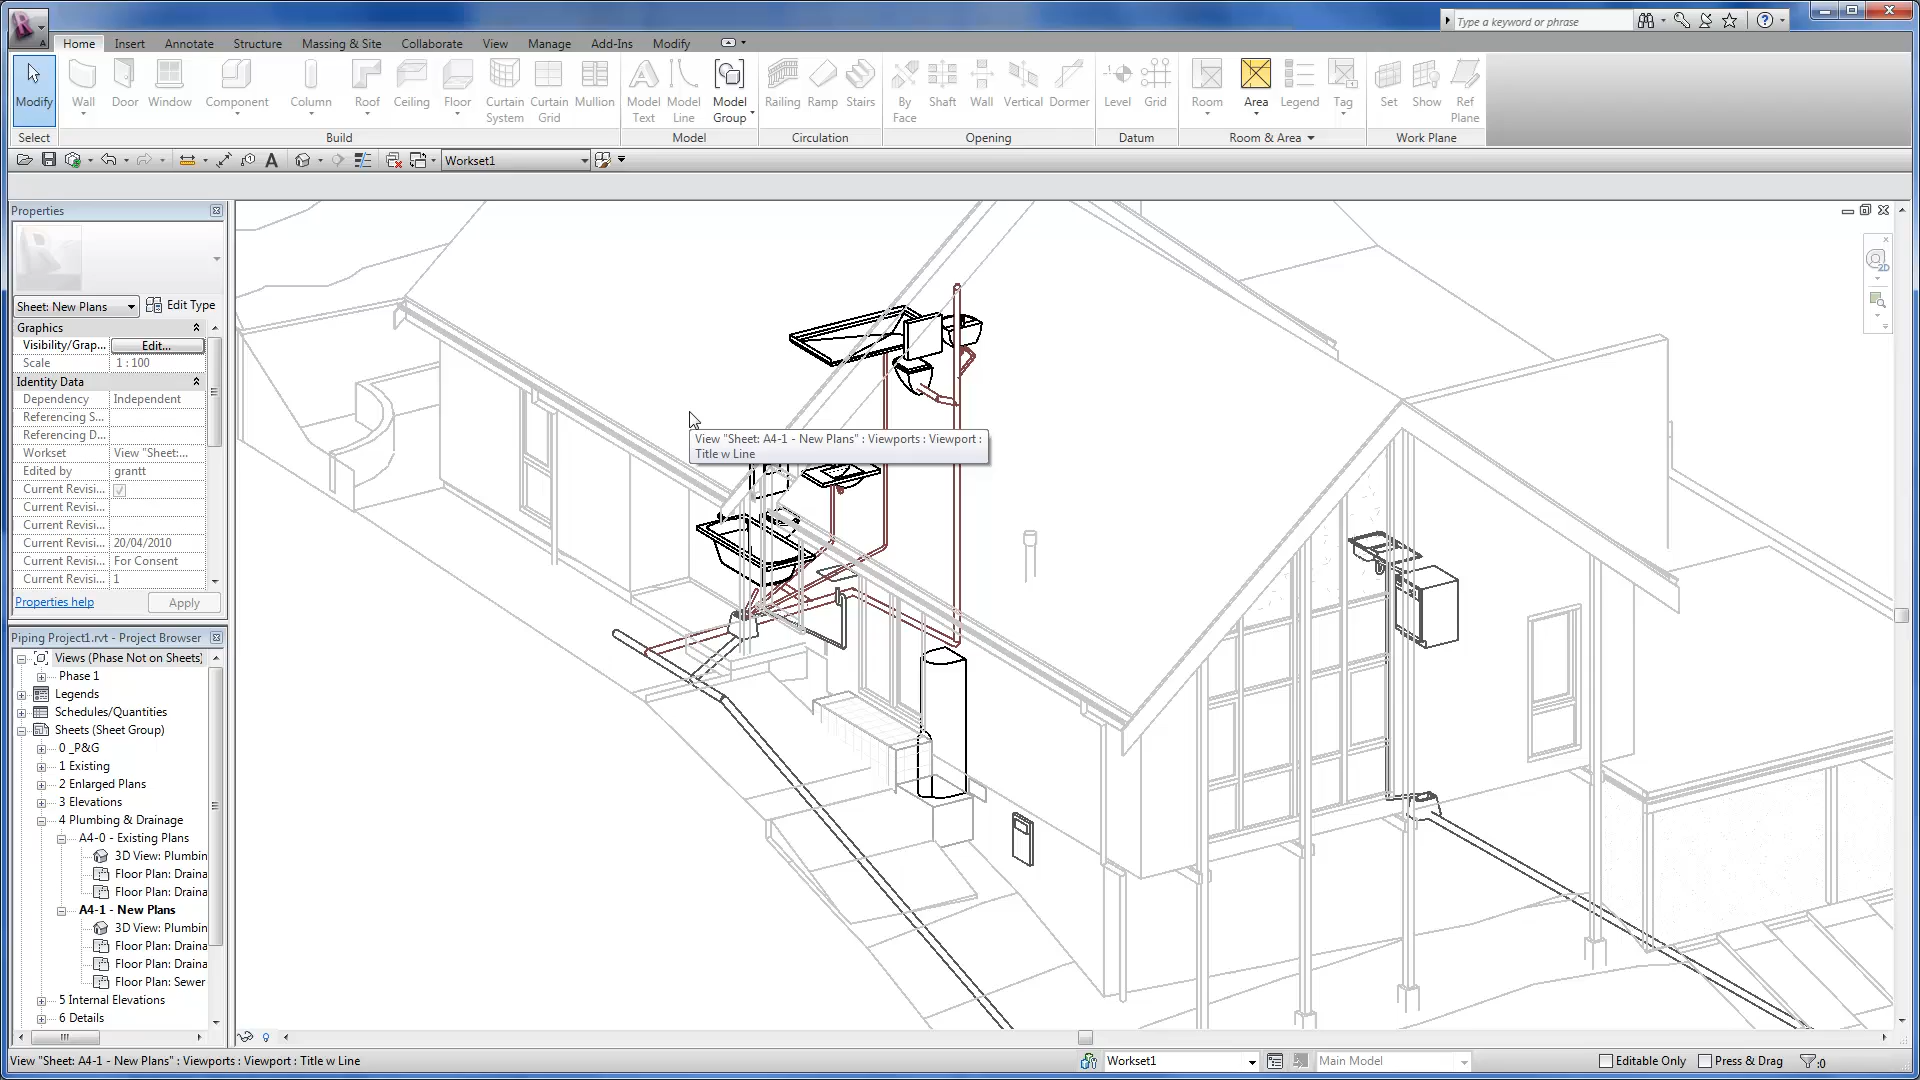 Type a keyword or phrase
Home Insert Annotate Structure Massing & Site Collaborate View Manage Add-Ins Modify
Modify Wall Door Window Component Column Roof Ceiling Floor Curtain System Curtain Grid Mullion Model Text Model Line Model Group Railing Ramp Stairs By Face Shaft Wall Vertical Dormer Level Grid Room Area Legend Tag Set Show Ref Plane
Select Build Model Circulation Opening Datum Room & Area Work Plane
Workset1
Properties
Sheet: New Plans Edit Type
Graphics
Visibility/Grap... Edit...
Scale 1 : 100
Identity Data
Dependency Independent
Referencing S...
Referencing D...
Workset View "Sheet:...
Edited by grantt
Current Revisi...
Current Revisi...
Current Revisi...
Current Revisi... 20/04/2010
Current Revisi... For Consent
Current Revisi... 1
Properties help Apply
Piping Project1.rvt - Project Browser
Views (Phase Not on Sheets)
Phase 1
Legends
Schedules/Quantities
Sheets (Sheet Group)
0 _P&G
1 Existing
2 Enlarged Plans
3 Elevations
4 Plumbing & Drainage
A4-0 - Existing Plans
3D View: Plumbin
Floor Plan: Draina
Floor Plan: Draina
A4-1 - New Plans
3D View: Plumbin
Floor Plan: Draina
Floor Plan: Draina
Floor Plan: Sewer
5 Internal Elevations
6 Details
View "Sheet: A4-1 - New Plans" : Viewports : Viewport :
Title w Line
2D
View "Sheet: A4-1 - New Plans" : Viewports : Viewport : Title w Line
Workset1 Main Model Editable Only Press & Drag :0